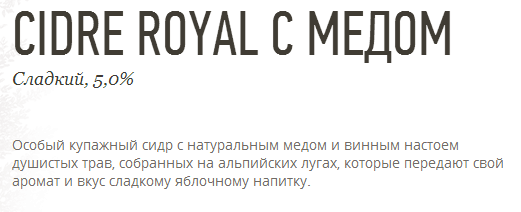 CIDRE ROYAL С МЕДОМ
Сладкий, 5,0%
Особый купажный сидр с натуральным медом и винным настоем
душистых трав, собранных на альпийских лугах, которые передают свой
аромат и вкус сладкому яблочному напитку.